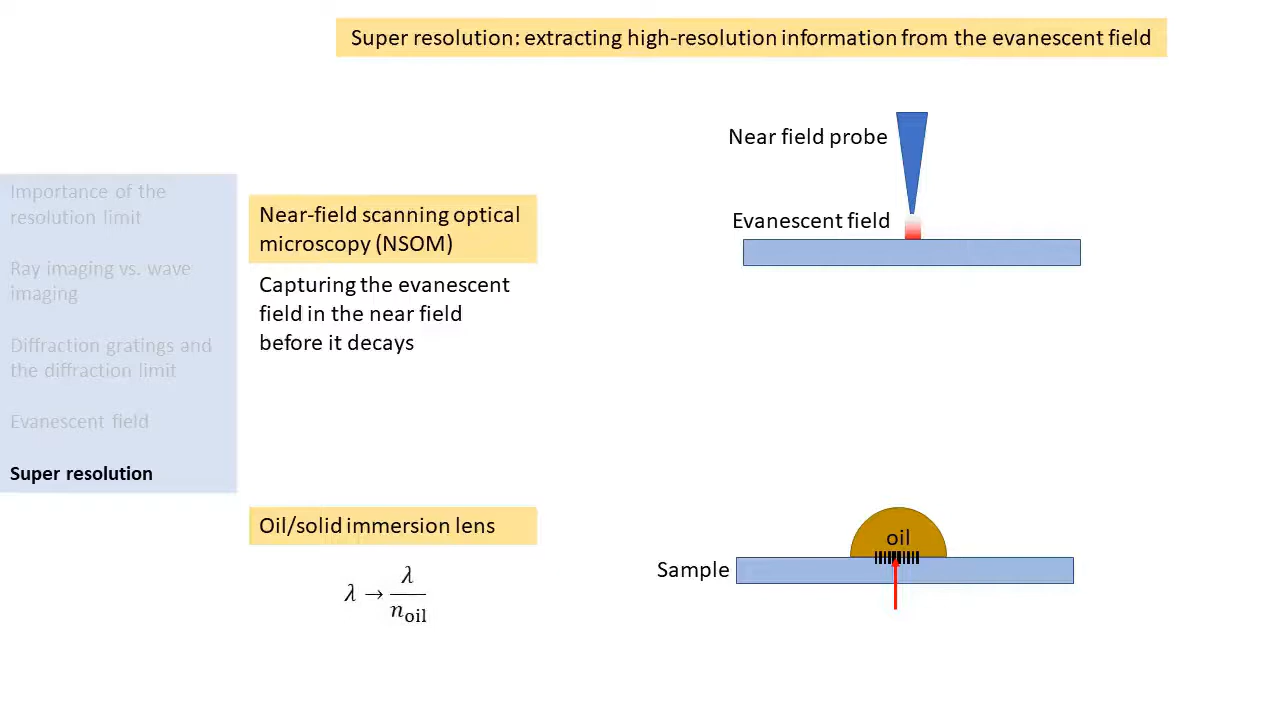 Super resolution: extracting high-resolution information from the evanescent field
Importance of the
resolution limit
Ray imaging vs. wave
imaging
Diffraction gratings and
the diffraction limit
Evanescent field
Super resolution
Near-field scanning optical
microscopy (NSOM)
Capturing the evanescent
field in the near field
before it decays
Near field probe
Evanescent field
Oil/solid immersion lens
λ → λ / n_oil
oil
Sample